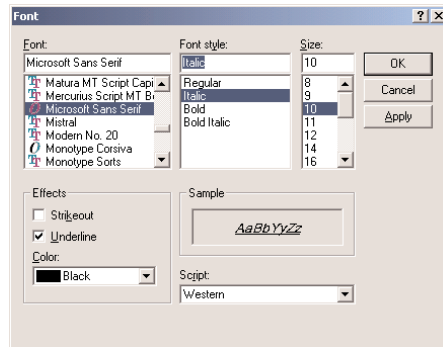 Font
Font:
Microsoft Sans Serif
Matura MT Script Capi
Mercurius Script MT B
Microsoft Sans Serif
Mistral
Modern No. 20
Monotype Corsiva
Monotype Sorts
Font style:
Italic
Regular
Italic
Bold
Bold Italic
Size:
10
8
9
10
11
12
14
16
OK
Cancel
Apply
Effects
Strikeout
Underline
Color:
Black
Sample
AaBbYyZz
Script:
Western